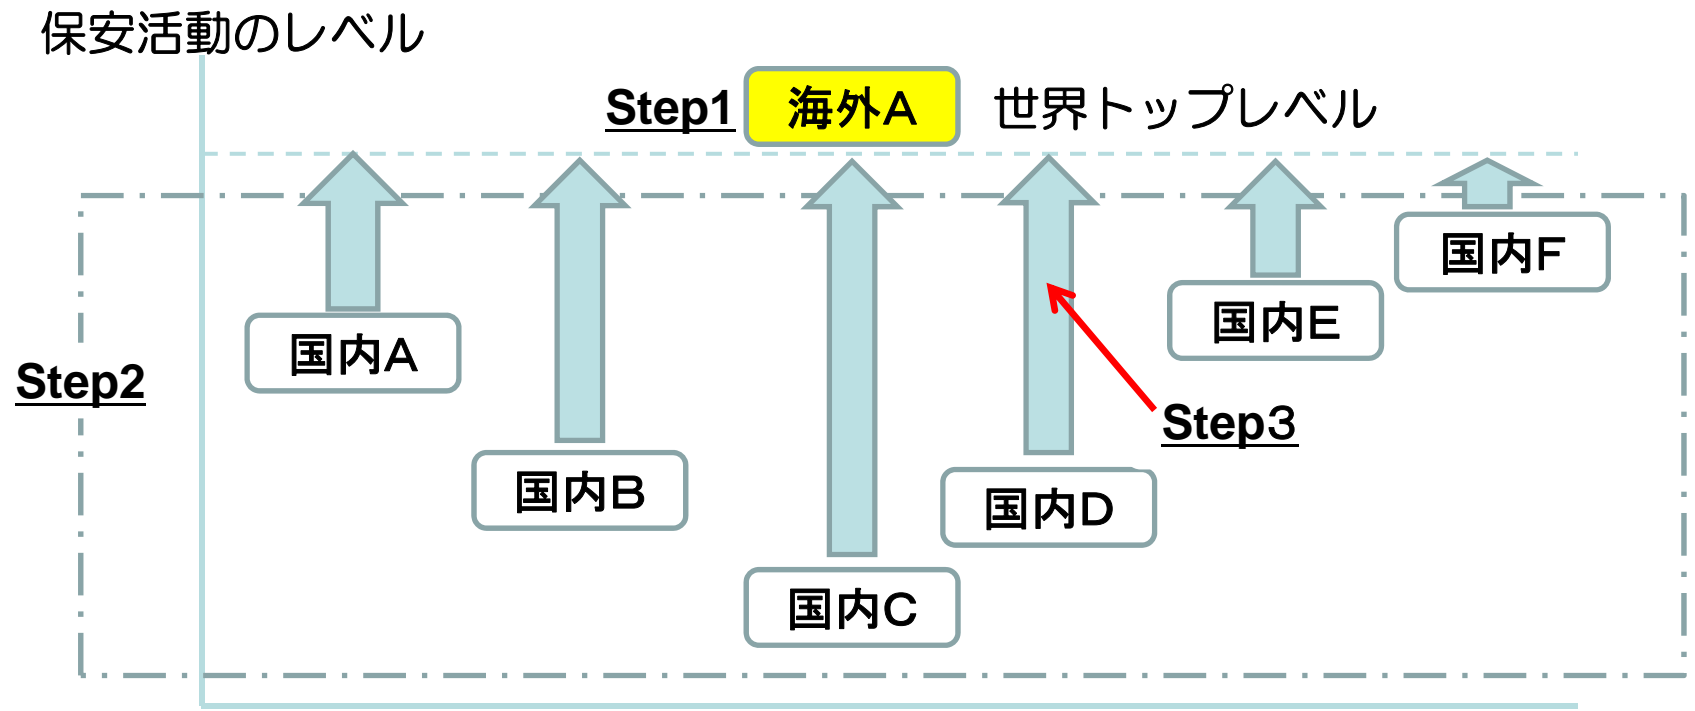 保安活動のレベル
Step1 海外A 世界トップレベル
国内F
国内E
国内A
Step2
Step3
国内B
国内D
国内C